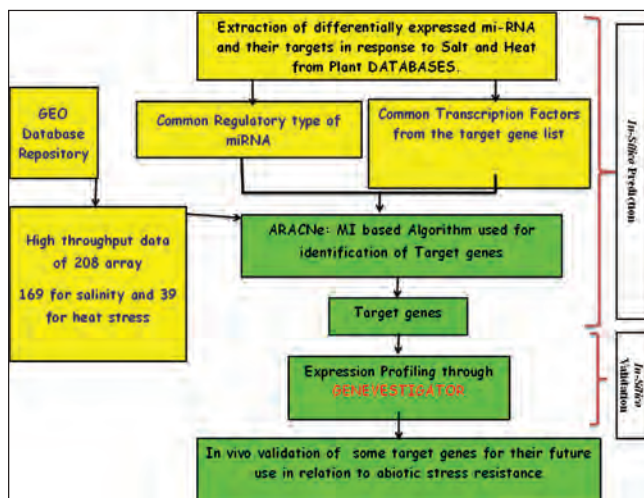 Extraction of differentially expressed mi-RNA
and their targets in response to Salt and Heat
from Plant DATABASES.
GEO
Database
Repository
Common Regulatory type of
miRNA
Common Transcription Factors
from the target gene list
High throughput data
of 208 array
169 for salinity and 39
for heat stress
ARACNe: MI based Algorithm used for
identification of Target genes
Target genes
Expression Profiling through
GENEVESTIGATOR
In vivo validation of some target genes for their future
use in relation to abiotic stress resistance
In-Silico Prediction
In-Silico
Validation